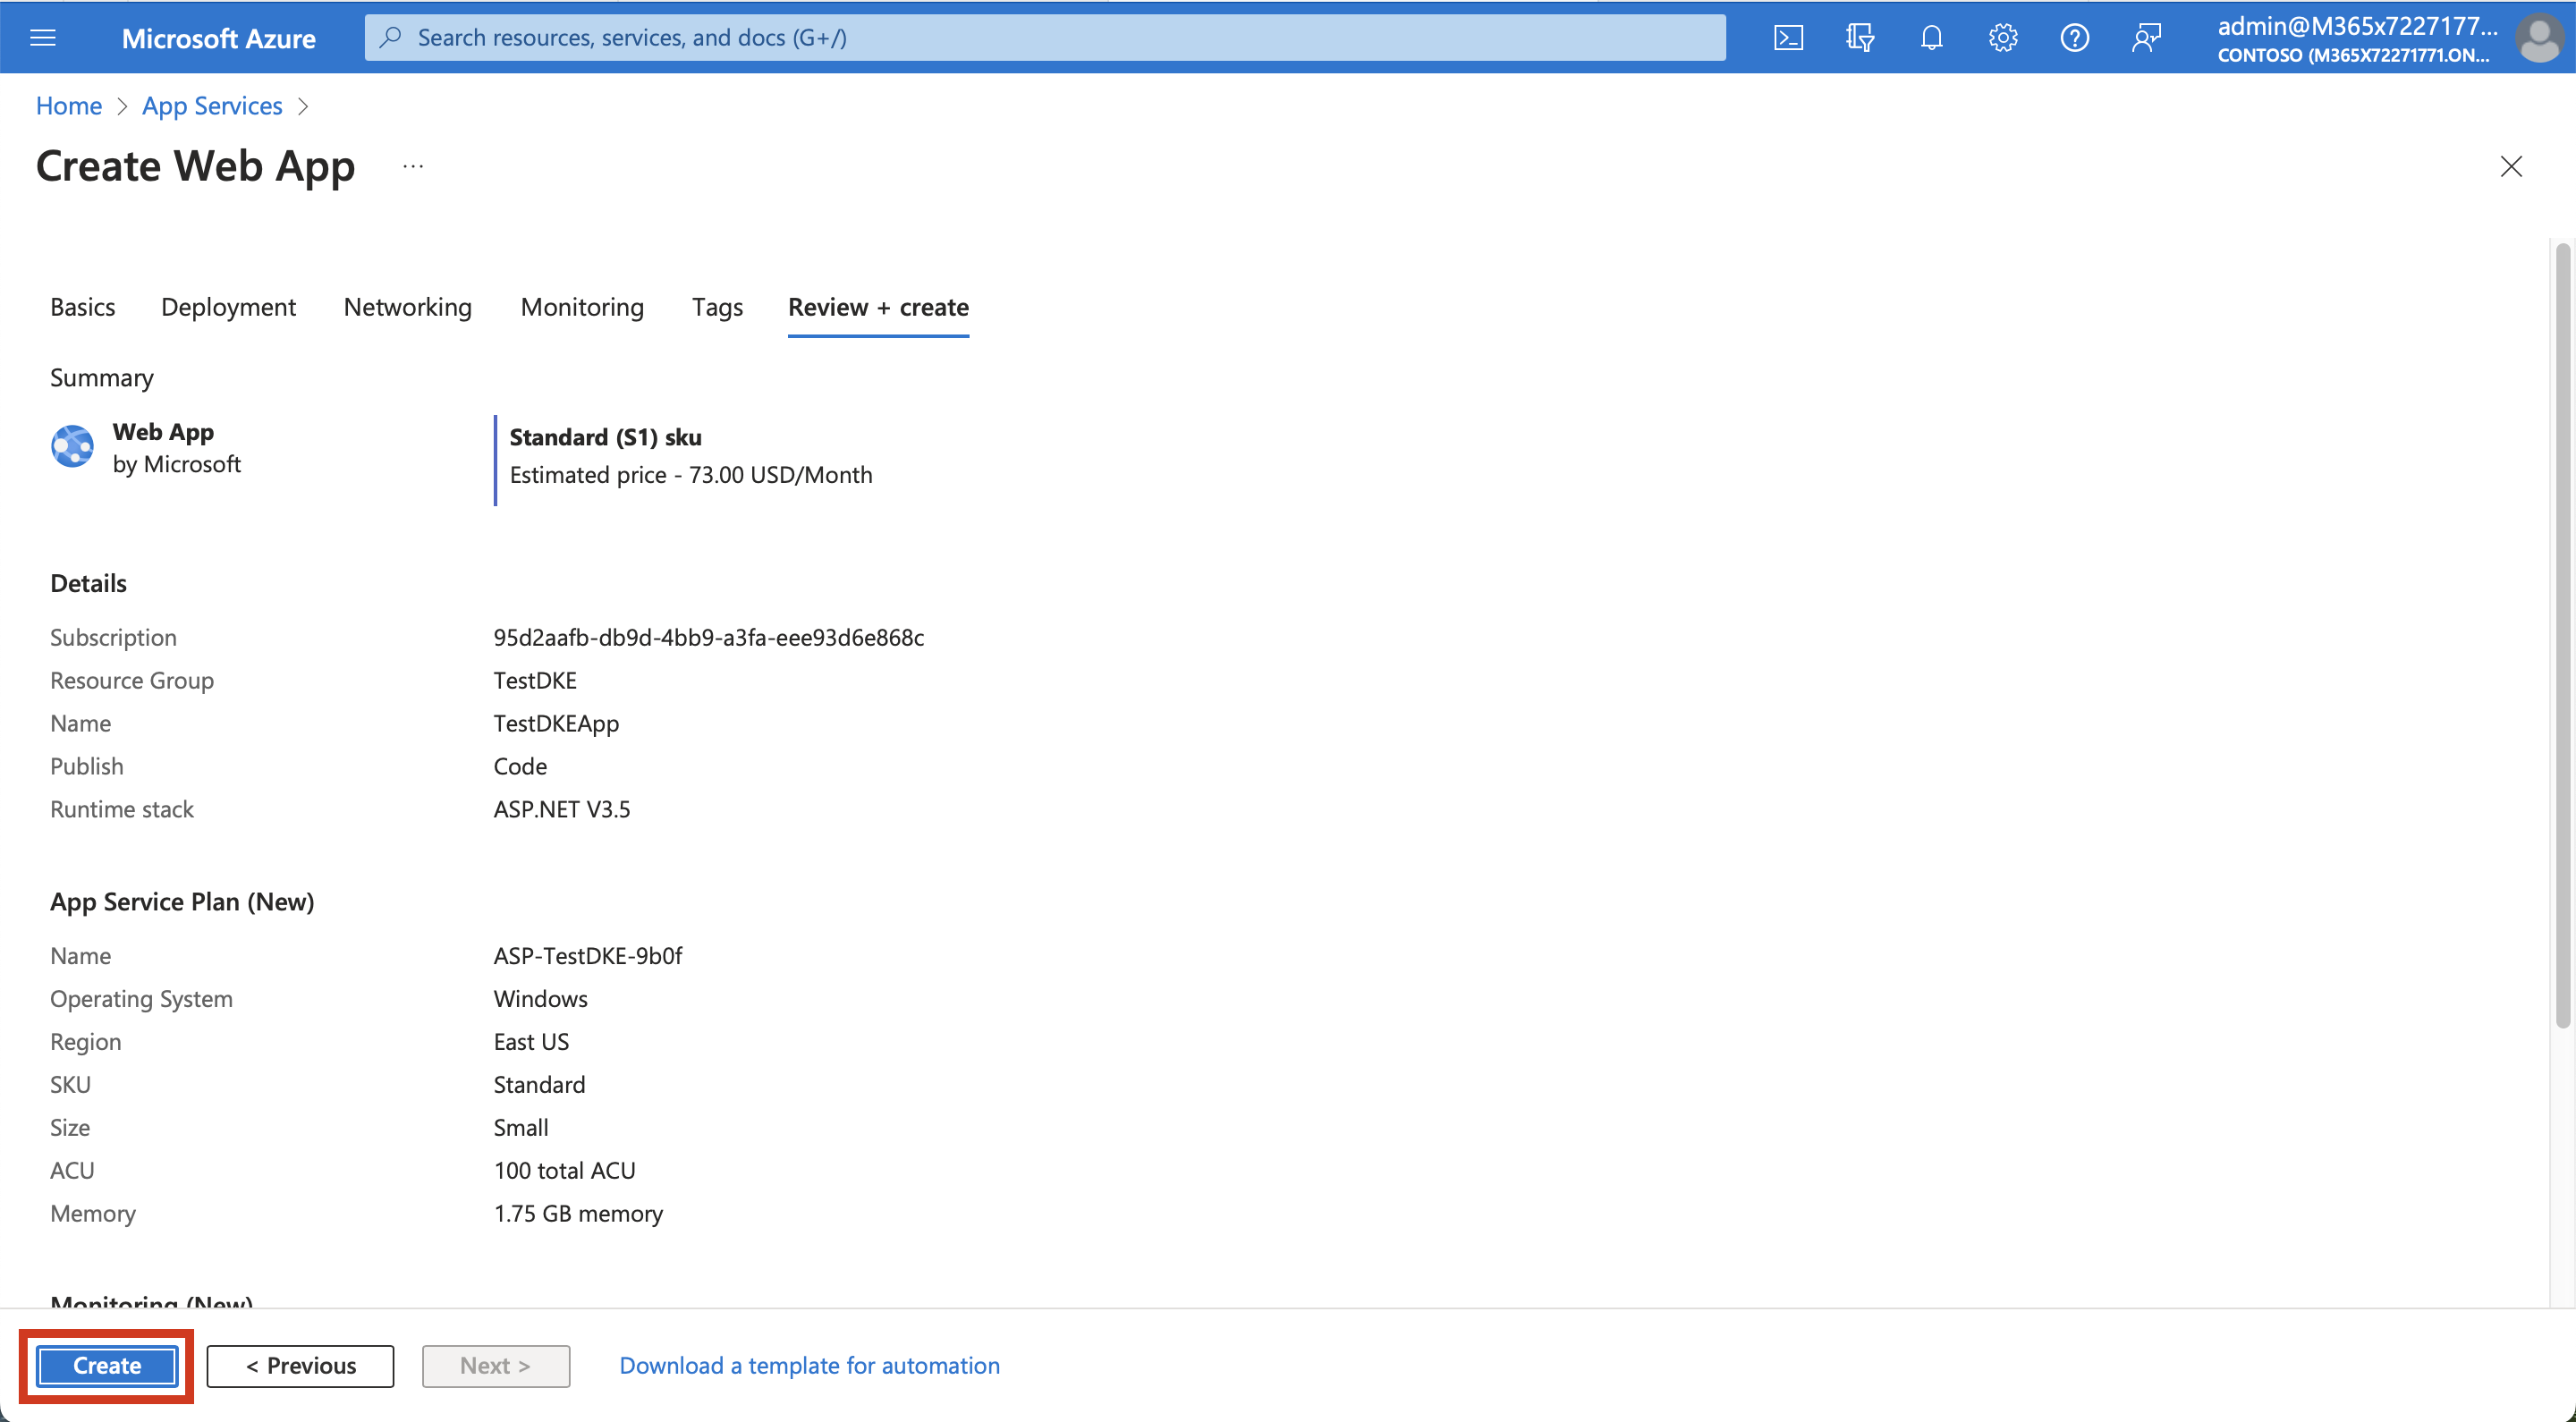 Microsoft Azure
Search resources, services, and docs (G+/)
admin@M365x7227177...
CONTOSO (M365X72271771.ON...
Home > App Services >
Create Web App ...
Basics Deployment Networking Monitoring Tags Review + create
Summary
Web App
by Microsoft
Standard (S1) sku
Estimated price - 73.00 USD/Month
Details
Subscription 95d2aafb-db9d-4bb9-a3fa-eee93d6e868c
Resource Group TestDKE
Name TestDKEApp
Publish Code
Runtime stack ASP.NET V3.5
App Service Plan (New)
Name ASP-TestDKE-9b0f
Operating System Windows
Region East US
SKU Standard
Size Small
ACU 100 total ACU
Memory 1.75 GB memory
Monitoring (New)
Create < Previous Next > Download a template for automation